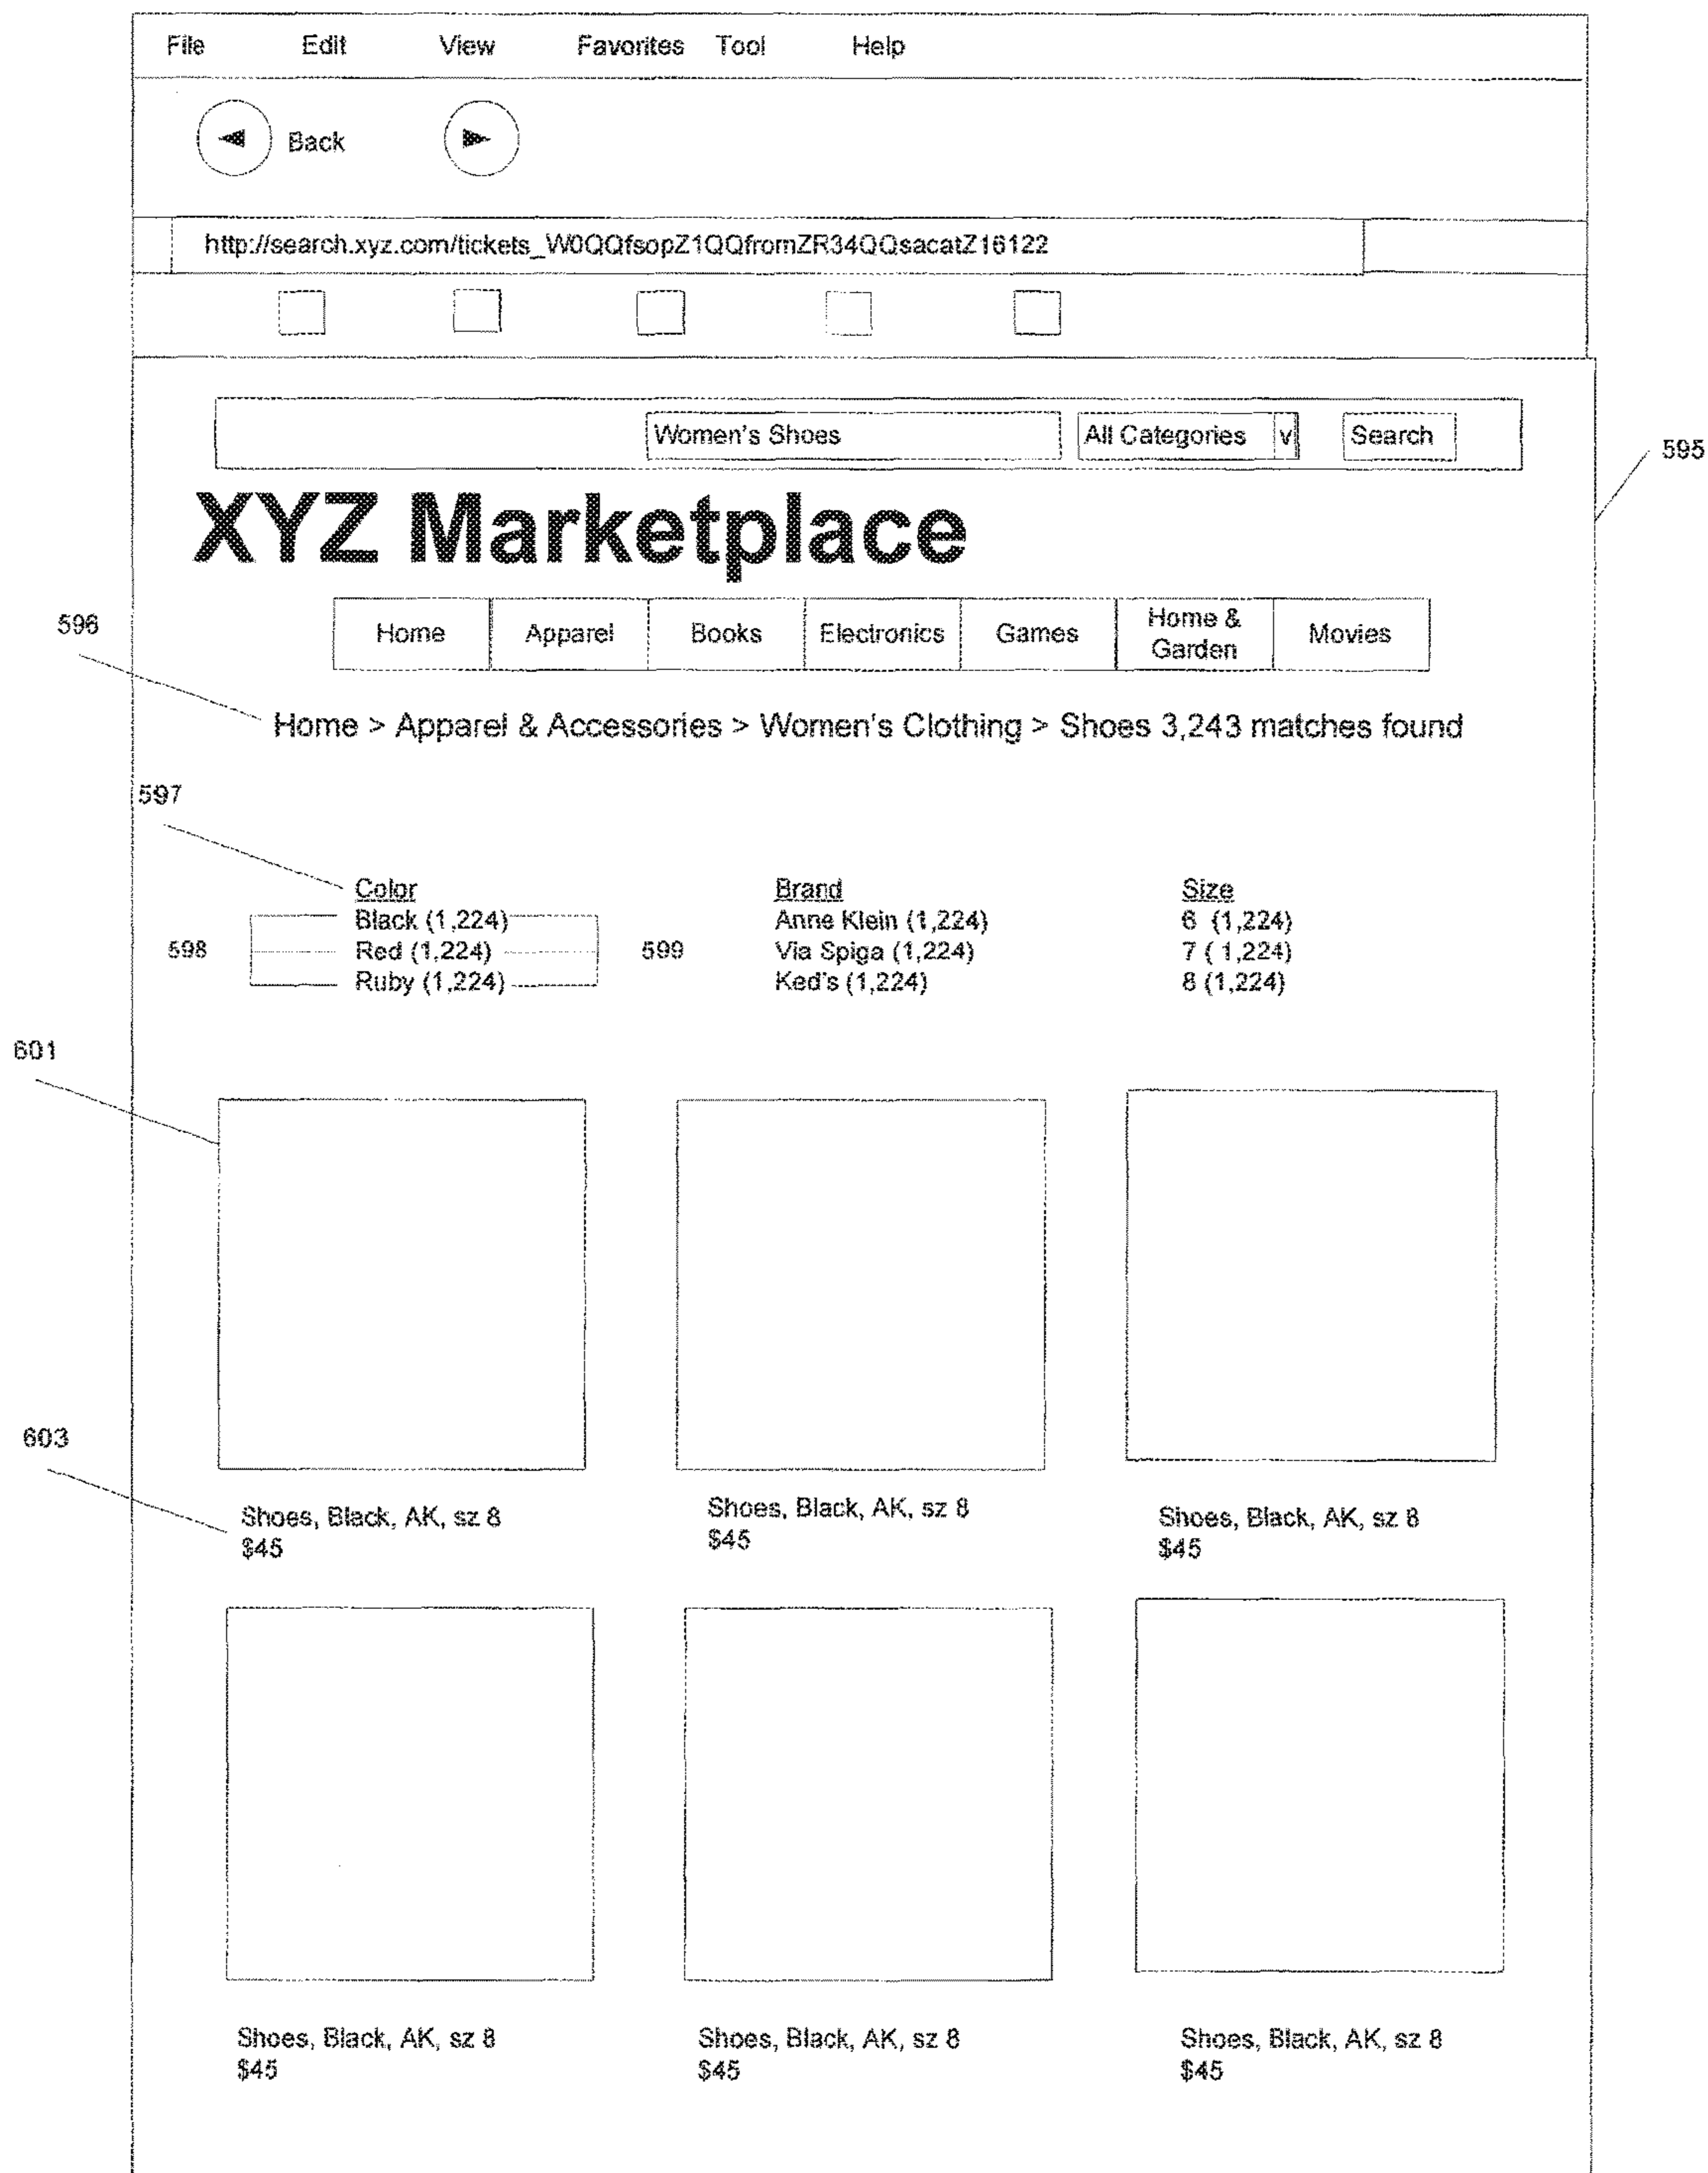 File Edit View Favorites Tool Help
Back
http://search.xyz.com/tickets_W0QQfsopZ1QQfromZR34QQsacatZ16122
Women's Shoes All Categories v Search
595
XYZ Marketplace
596
Home Apparel Books Electronics Games Home & Garden Movies
Home > Apparel & Accessories > Women's Clothing > Shoes 3,243 matches found
597
Color Brand Size
Black (1,224) Anne Klein (1,224) 6 (1,224)
598 Red (1,224) 599 Via Spiga (1,224) 7 ( 1,224)
Ruby (1,224) Ked's (1,224) 8 (1,224)
601
603
Shoes, Black, AK, sz 8 Shoes, Black, AK, sz 8 Shoes, Black, AK, sz 8
$45 $45 $45
Shoes, Black, AK, sz 8 Shoes, Black, AK, sz 8 Shoes, Black, AK, sz 8
$45 $45 $45